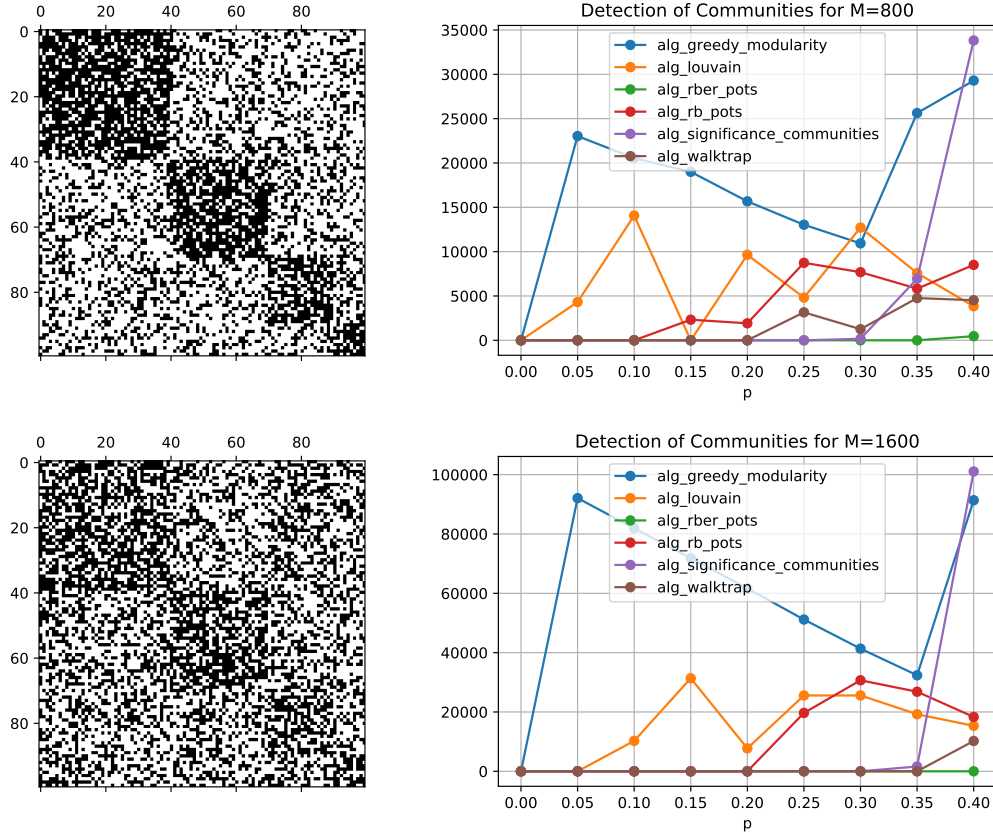 0 20 40 60 80
0
20
40
60
80
Detection of Communities for M=800
35000
30000
25000
20000
15000
10000
5000
0
alg_greedy_modularity
alg_louvain
alg_rber_pots
alg_rb_pots
alg_significance_communities
alg_walktrap
0.00 0.05 0.10 0.15 0.20 0.25 0.30 0.35 0.40
p
0 20 40 60 80
0
20
40
60
80
Detection of Communities for M=1600
100000
80000
60000
40000
20000
0
alg_greedy_modularity
alg_louvain
alg_rber_pots
alg_rb_pots
alg_significance_communities
alg_walktrap
0.00 0.05 0.10 0.15 0.20 0.25 0.30 0.35 0.40
p